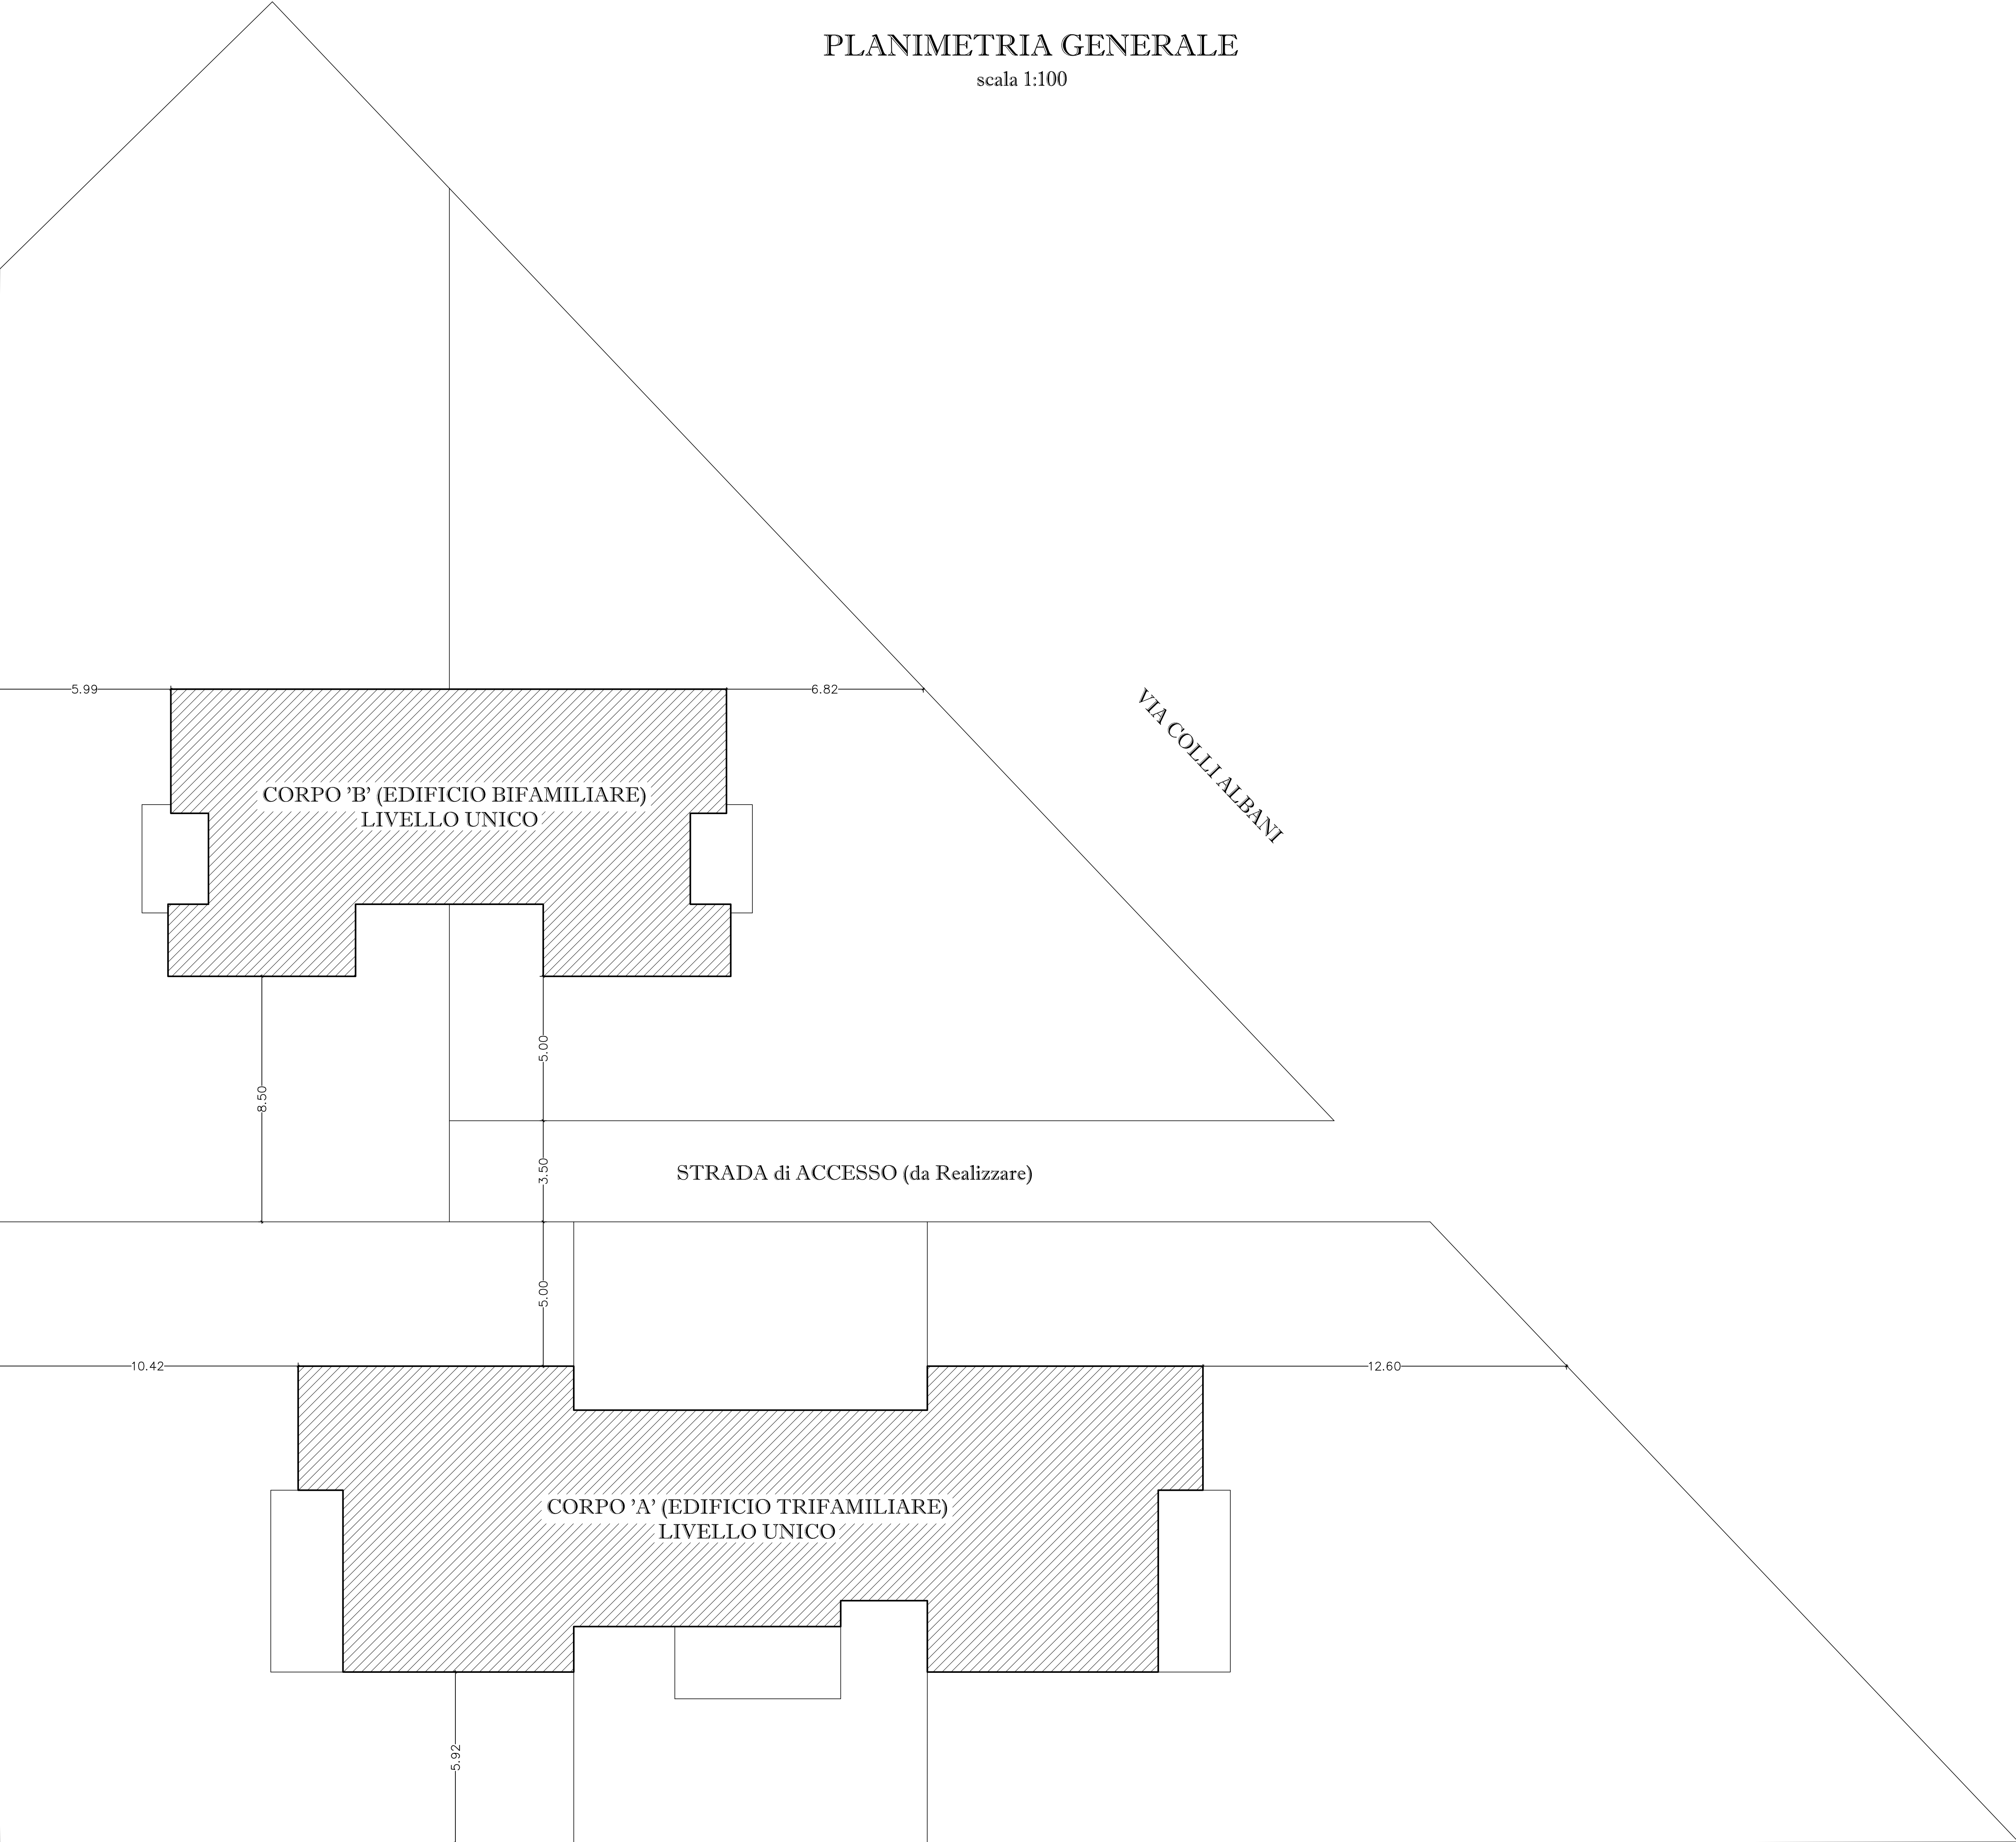 PLANIMETRIA GENERALE
scala 1:100
5.99
6.82
VIA COLLI ALBANI
CORPO 'B' (EDIFICIO BIFAMILIARE)
LIVELLO UNICO
5.00
8.50
3.50
STRADA di ACCESSO (da Realizzare)
5.00
10.42
12.60
CORPO 'A' (EDIFICIO TRIFAMILIARE)
LIVELLO UNICO
5.92